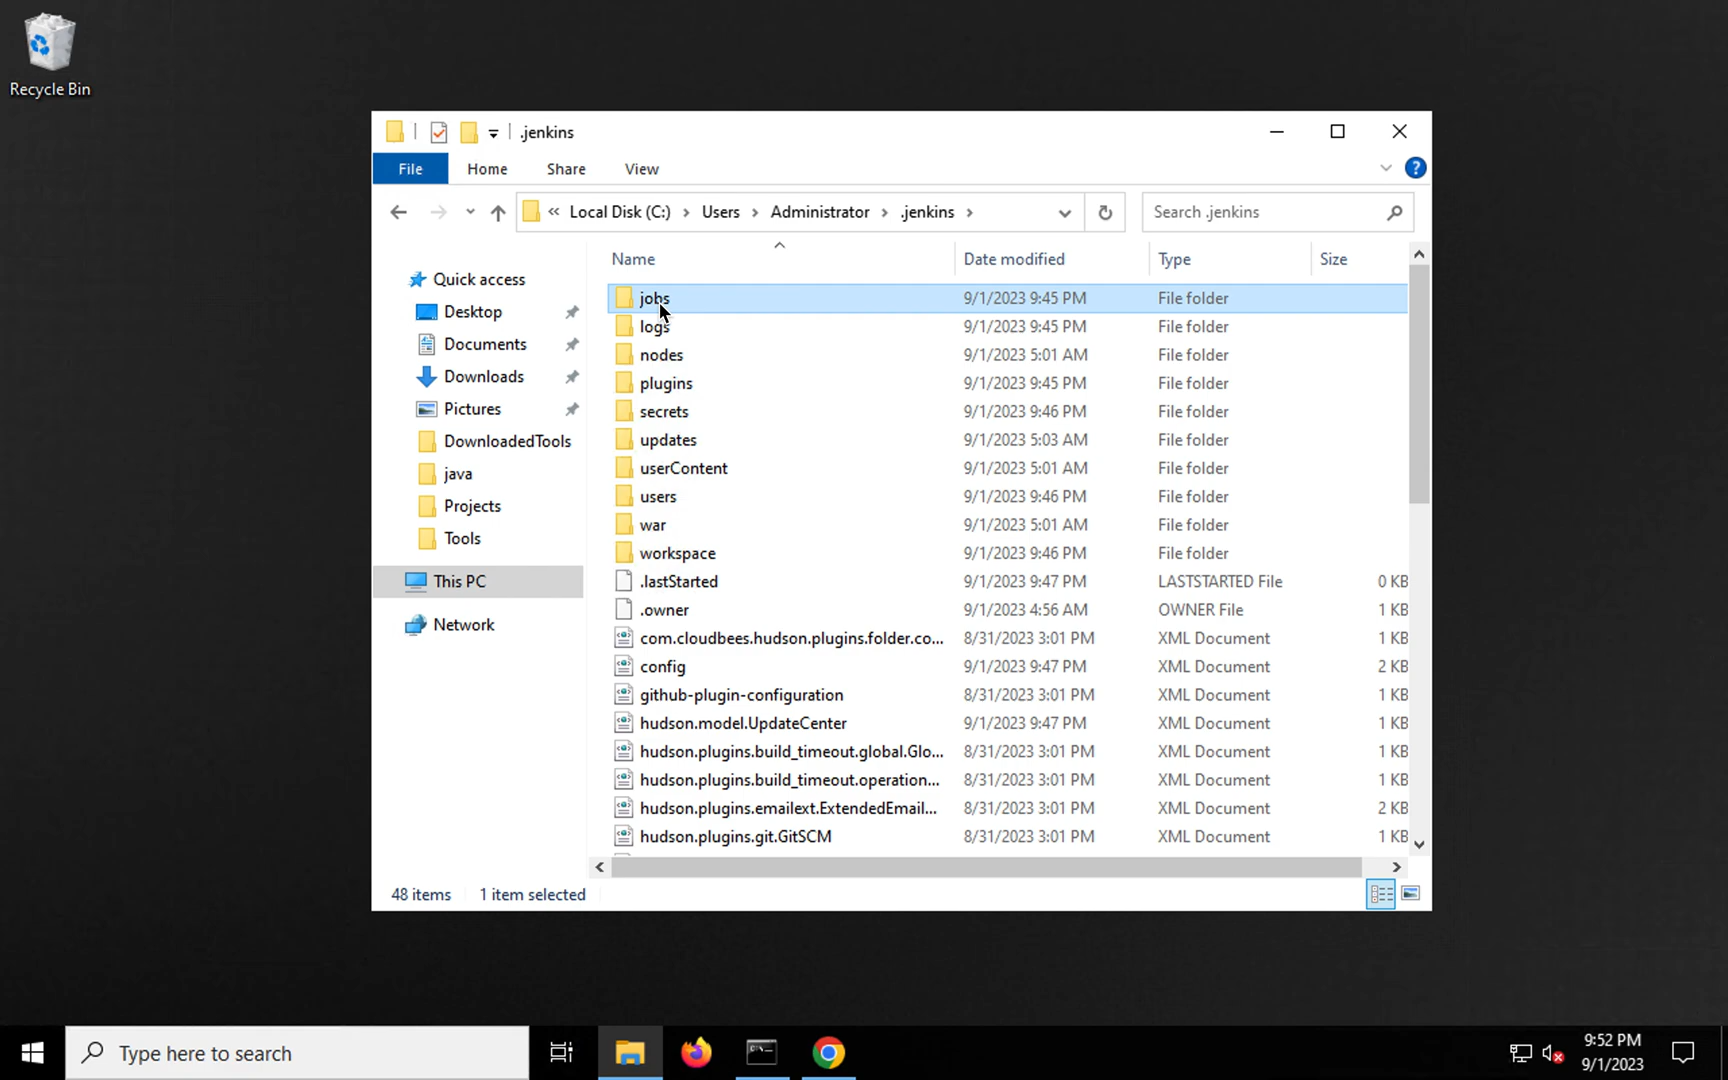 Recycle Bin
.jenkins
File Home Share View
« Local Disk (C:) › Users › Administrator › .jenkins ›
Search .jenkins
Name Date modified Type Size
Quick access
Desktop
Documents
Downloads
Pictures
DownloadedTools
java
Projects
Tools
This PC
Network
jobs 9/1/2023 9:45 PM File folder
logs 9/1/2023 9:45 PM File folder
nodes 9/1/2023 5:01 AM File folder
plugins 9/1/2023 9:45 PM File folder
secrets 9/1/2023 9:46 PM File folder
updates 9/1/2023 5:03 AM File folder
userContent 9/1/2023 5:01 AM File folder
users 9/1/2023 9:46 PM File folder
war 9/1/2023 5:01 AM File folder
workspace 9/1/2023 9:46 PM File folder
.lastStarted 9/1/2023 9:47 PM LASTSTARTED File 0 KB
.owner 9/1/2023 4:56 AM OWNER File 1 KB
com.cloudbees.hudson.plugins.folder.co... 8/31/2023 3:01 PM XML Document 1 KB
config 9/1/2023 9:47 PM XML Document 2 KB
github-plugin-configuration 8/31/2023 3:01 PM XML Document 1 KB
hudson.model.UpdateCenter 9/1/2023 9:47 PM XML Document 1 KB
hudson.plugins.build_timeout.global.Glo... 8/31/2023 3:01 PM XML Document 1 KB
hudson.plugins.build_timeout.operation... 8/31/2023 3:01 PM XML Document 1 KB
hudson.plugins.emailext.ExtendedEmail... 8/31/2023 3:01 PM XML Document 2 KB
hudson.plugins.git.GitSCM 8/31/2023 3:01 PM XML Document 1 KB
48 items 1 item selected
Type here to search
9:52 PM
9/1/2023